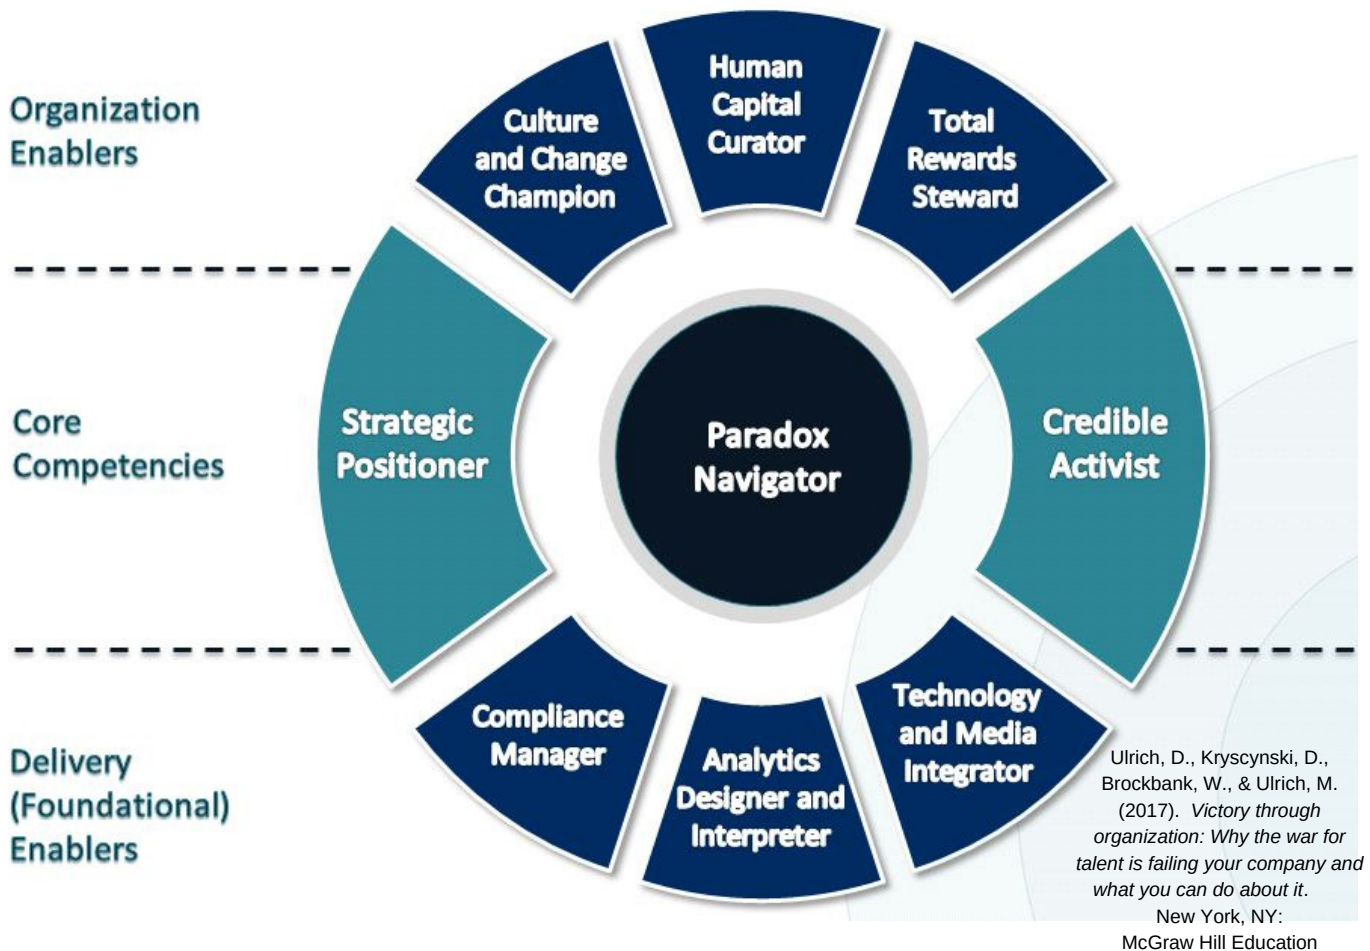 Organization
Enablers
Culture
and Change
Champion
Human
Capital
Curator
Total
Rewards
Steward
Core
Competencies
Strategic
Positioner
Paradox
Navigator
Credible
Activist
Delivery
(Foundational)
Enablers
Compliance
Manager
Analytics
Designer and
Interpreter
Technology
and Media
Integrator
Ulrich, D., Kryscynski, D.,
Brockbank, W., & Ulrich, M.
(2017). Victory through
organization: Why the war for
talent is failing your company and
what you can do about it.
New York, NY:
McGraw Hill Education